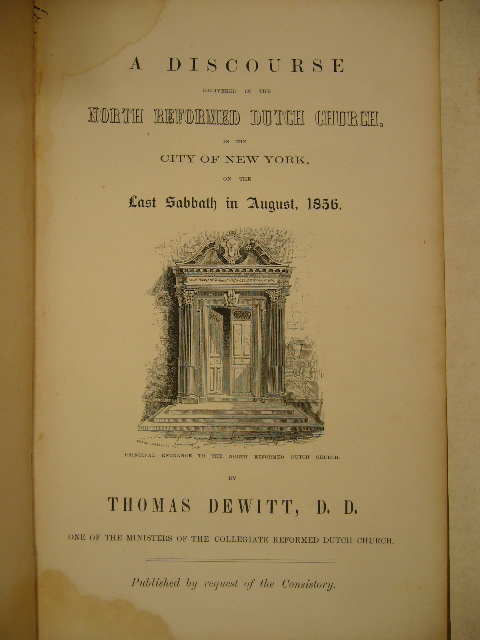 A DISCOURSE
DELIVERED IN THE
NORTH REFORMED DUTCH CHURCH,
IN THE
CITY OF NEW YORK,
ON THE
Last Sabbath in August, 1856.
PRINCIPAL ENTRANCE TO THE NORTH REFORMED DUTCH CHURCH.
BY
THOMAS DEWITT, D. D.
ONE OF THE MINISTERS OF THE COLLEGIATE REFORMED DUTCH CHURCH.
Published by request of the Consistory.